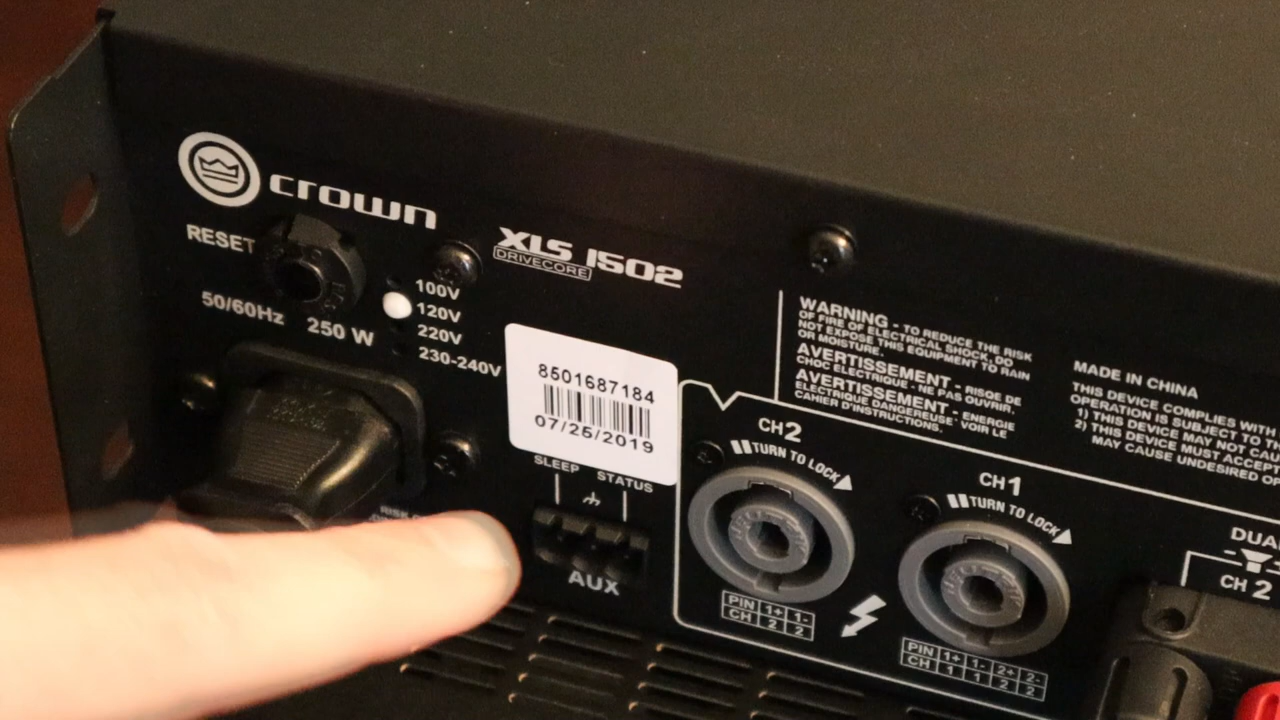 crown
RESET
XLS 1502
DRIVECORE
50/60Hz 250 W
100V
120V
220V
230-240V
8501687184
07/25/2019
SLEEP STATUS
AUX
WARNING - TO REDUCE THE RISK
OF FIRE OF ELECTRICAL SHOCK, DO
NOT EXPOSE THIS EQUIPMENT TO RAIN
OR MOISTURE.
AVERTISSEMENT - RISQE DE
CHOC ELECTRIQUE - NE PAS OUVRIR.
AVERTISSEMENT - ENERGIE
ELECTRIQUE DANGEREUSE VOIR LE
CAHIER D'INSTRUCTIONS.
MADE IN CHINA
THIS DEVICE COMPLIES WITH
OPERATION IS SUBJECT TO
1) THIS DEVICE MAY NOT
2) THIS DEVICE MUST ACCEPT
MAY CAUSE UNDESIRED
CH2
TURN TO LOCK
PIN 1+ 1-
CH 2 2
CH1
TURN TO LOCK
PIN 1+ 1- 2+ 2-
CH 1 1 2 2
CH 2